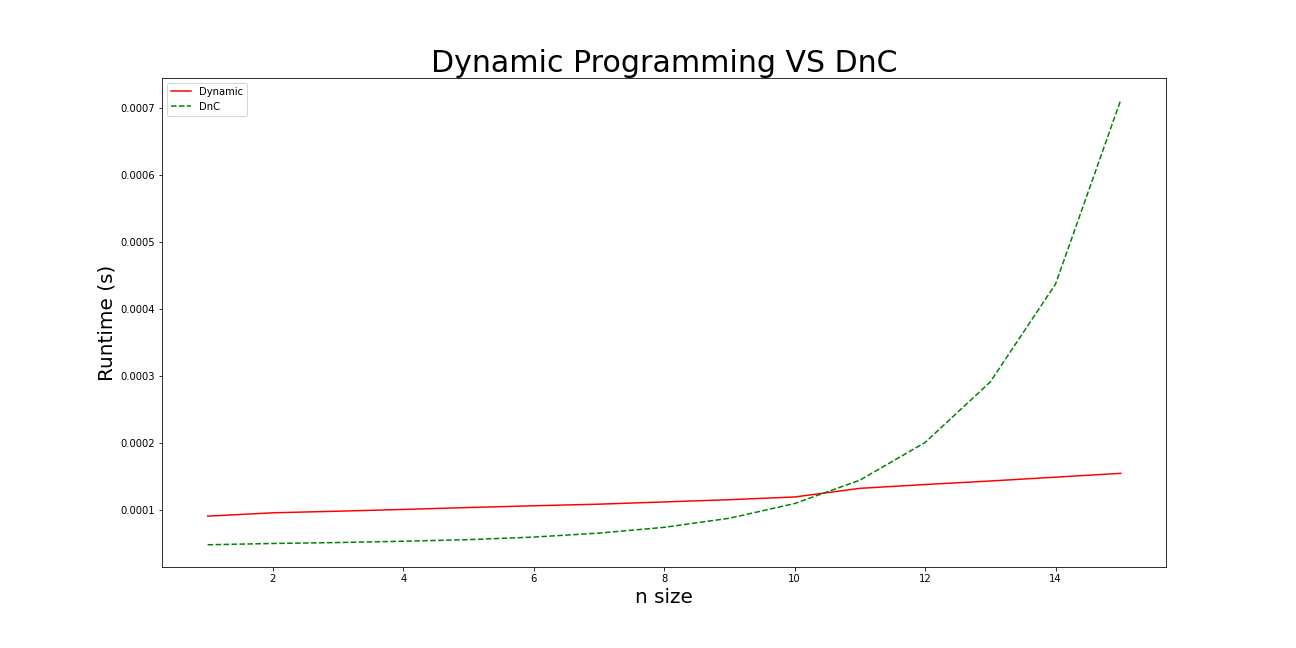 Dynamic Programming VS DnC
Dynamic
DnC
0.0007
0.0006
0.0005
0.0004
0.0003
0.0002
0.0001
Runtime (s)
2 4 6 8 10 12 14
n size